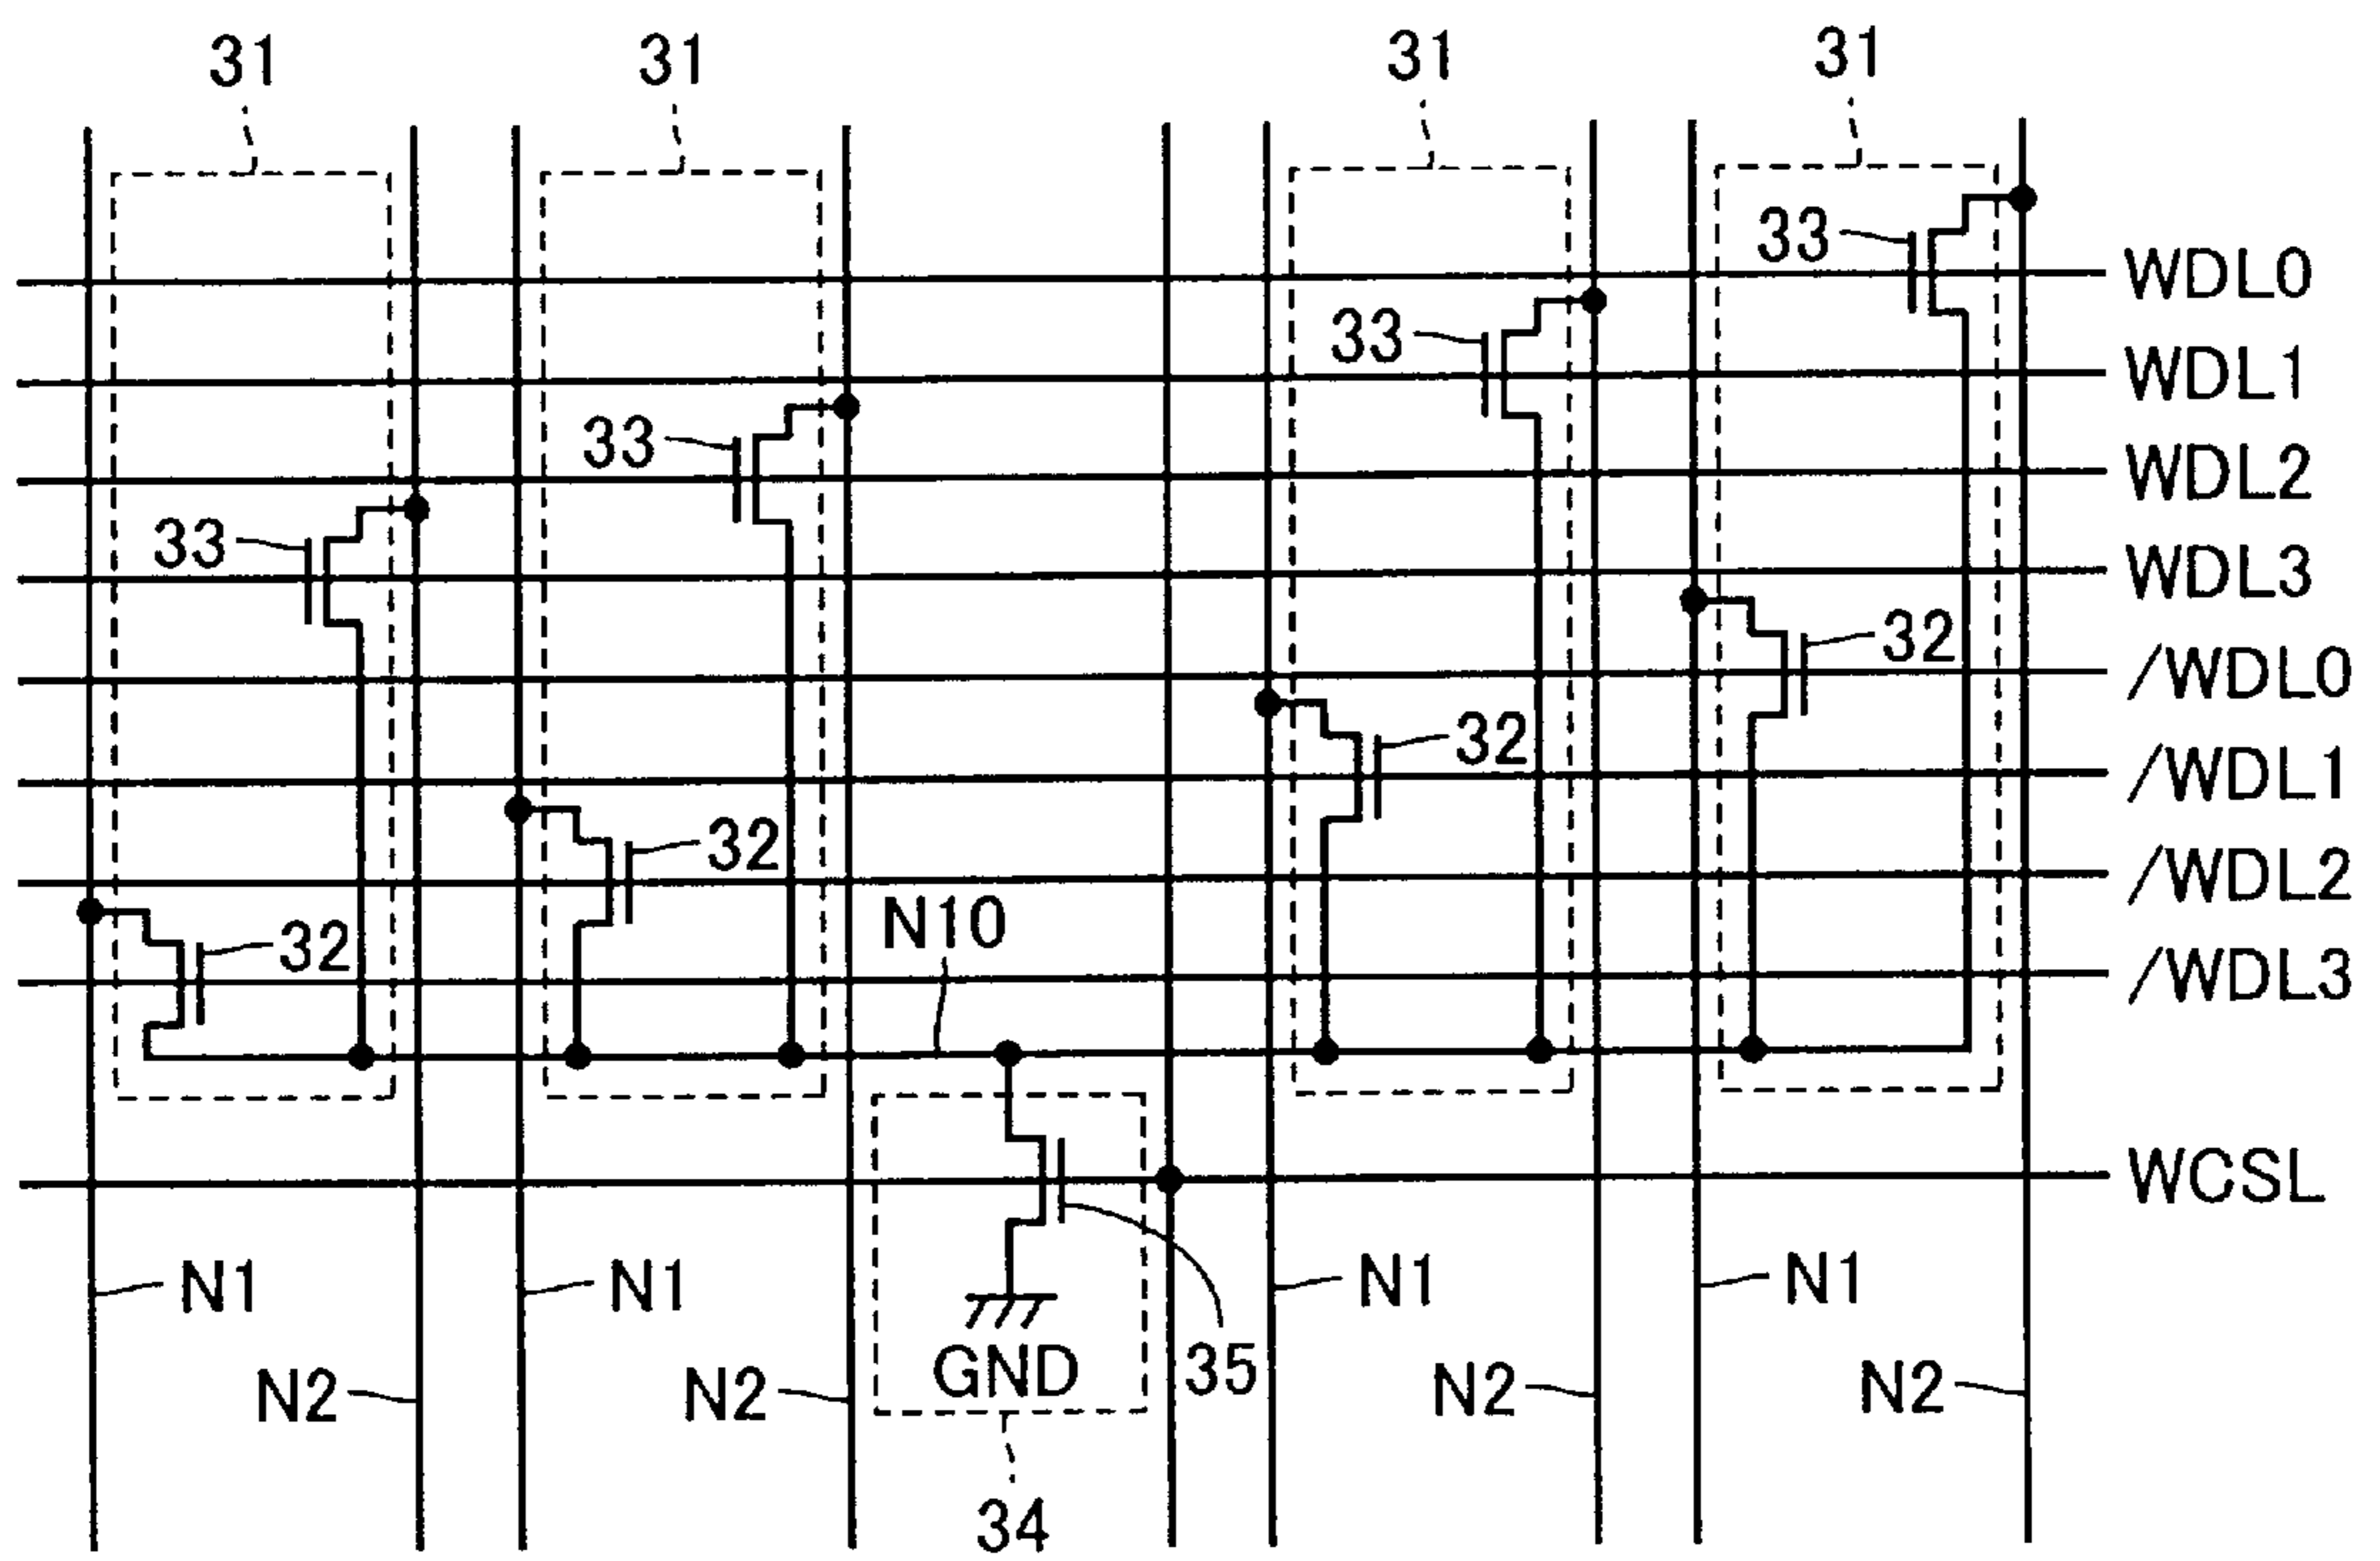 31 31 31 31
33 WDL0
33 WDL1
33 WDL2
33 WDL3
32 /WDL0
32 /WDL1
32 /WDL2
N10
32 /WDL3
WCSL
N1 N1 N1 N1
35
GND
N2 N2 N2 N2
34